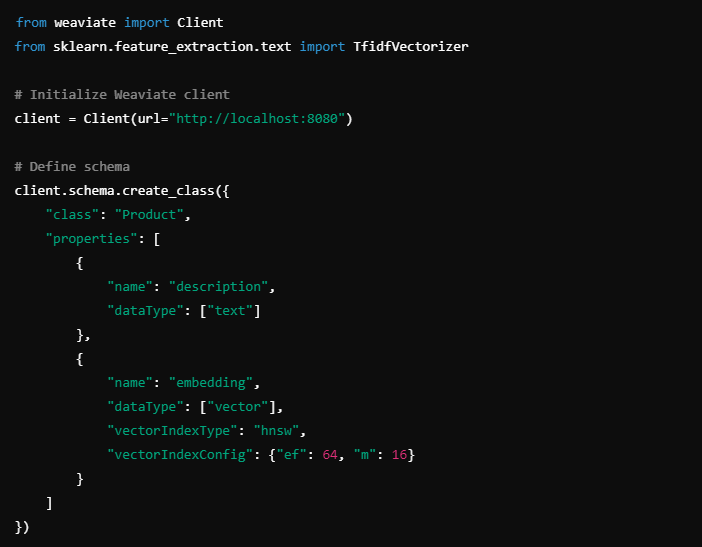 from weaviate import Client
from sklearn.feature_extraction.text import TfidfVectorizer

# Initialize Weaviate client
client = Client(url="http://localhost:8080")

# Define schema
client.schema.create_class({
    "class": "Product",
    "properties": [
        {
            "name": "description",
            "dataType": ["text"]
        },
        {
            "name": "embedding",
            "dataType": ["vector"],
            "vectorIndexType": "hnsw",
            "vectorIndexConfig": {"ef": 64, "m": 16}
        }
    ]
})